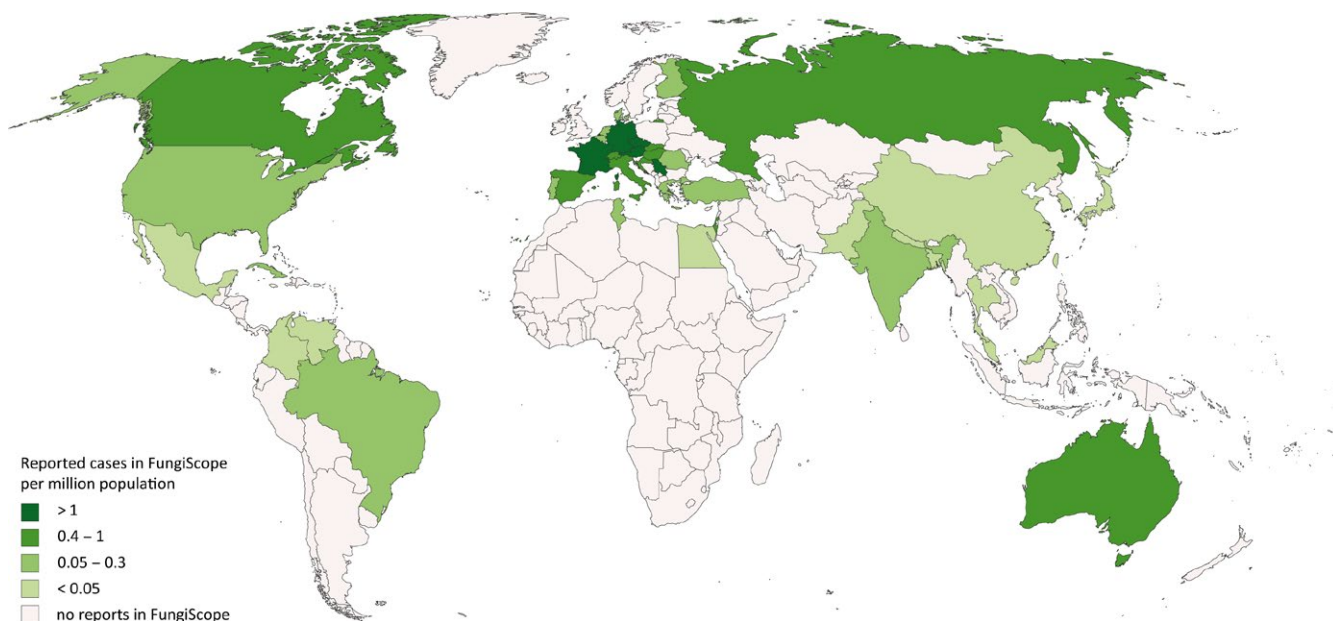 Reported cases in FungiScope
per million population
> 1
0.4 – 1
0.05 – 0.3
< 0.05
no reports in FungiScope